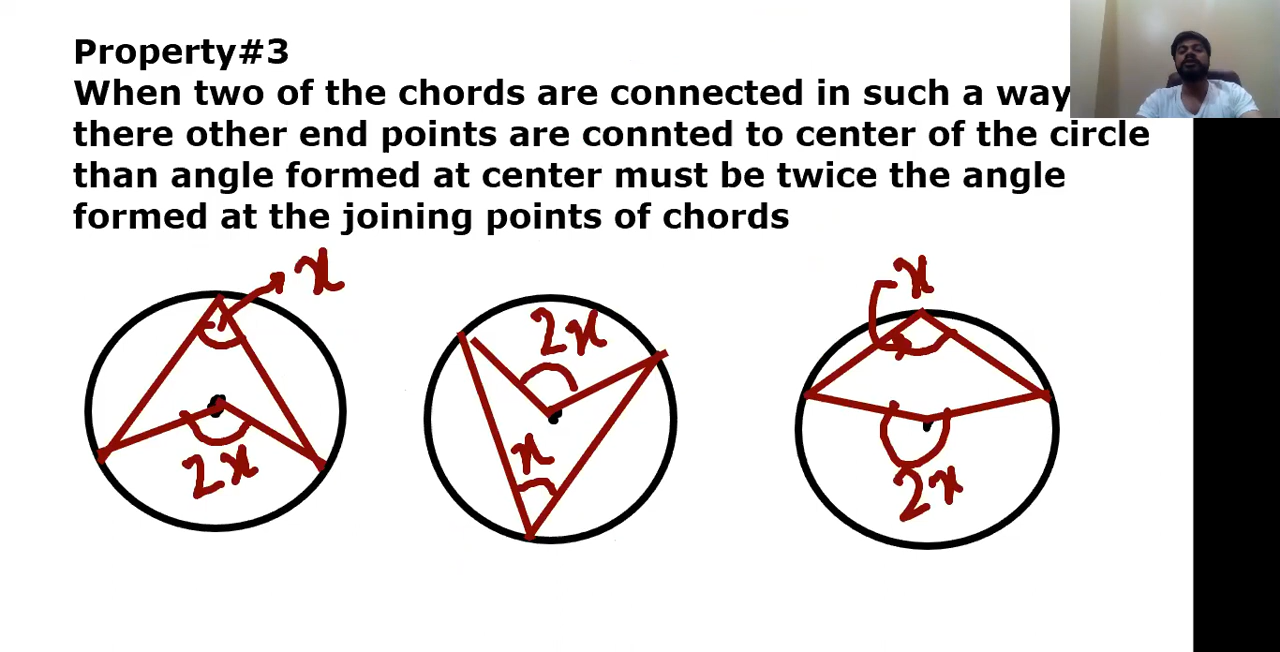 Property#3
When two of the chords are connected in such a way
there other end points are connted to center of the circle
than angle formed at center must be twice the angle
formed at the joining points of chords
x
x
2x
2x
x
2x